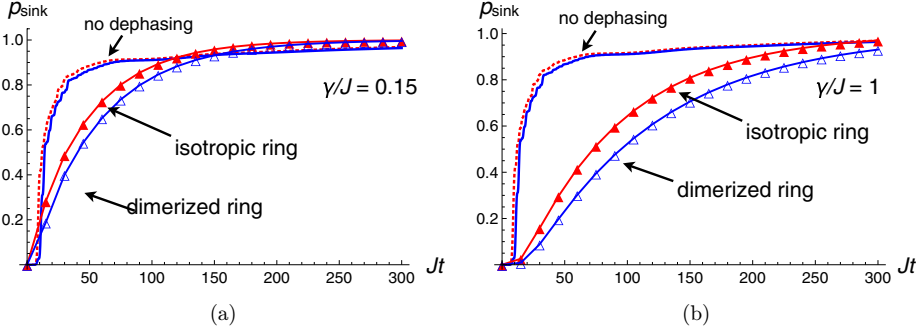 p_sink
no dephasing
1.0
0.8
0.6
0.4
0.2
γ/J = 0.15
isotropic ring
dimerized ring
50 100 150 200 250 300 Jt
(a)
p_sink
no dephasing
1.0
0.8
0.6
0.4
0.2
γ/J = 1
isotropic ring
dimerized ring
50 100 150 200 250 300 Jt
(b)